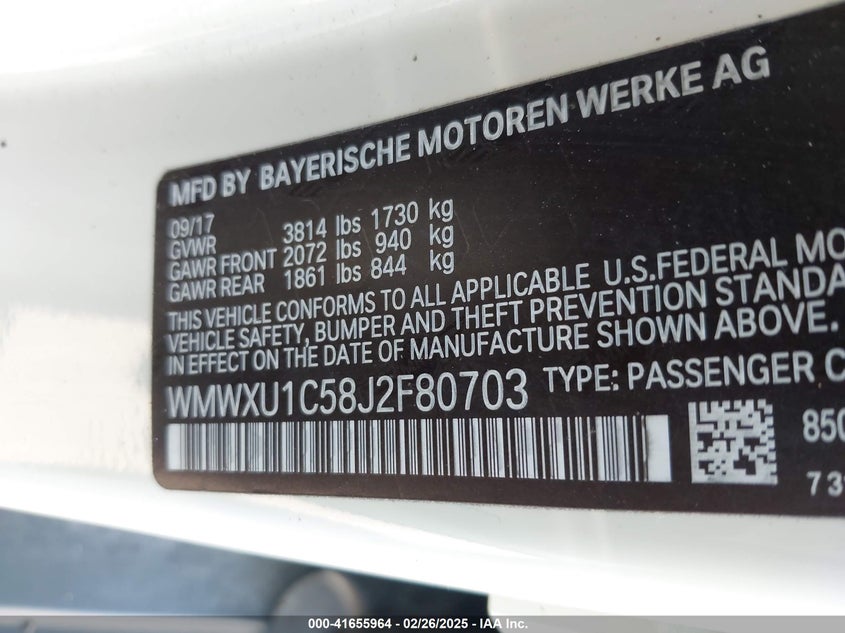 MFD BY BAYERISCHE MOTOREN WERKE AG
09/17
GVWR 3814 lbs 1730 kg
GAWR FRONT 2072 lbs 940 kg
GAWR REAR 1861 lbs 844 kg
THIS VEHICLE CONFORMS TO ALL APPLICABLE U.S.FEDERAL MO
VEHICLE SAFETY, BUMPER AND THEFT PREVENTION STANDA
IN EFFECT ON THE DATE OF MANUFACTURE SHOWN ABOVE.
WMWXU1C58J2F80703 TYPE: PASSENGER C
850
7 3
000-41655964 - 02/26/2025 - IAA Inc.